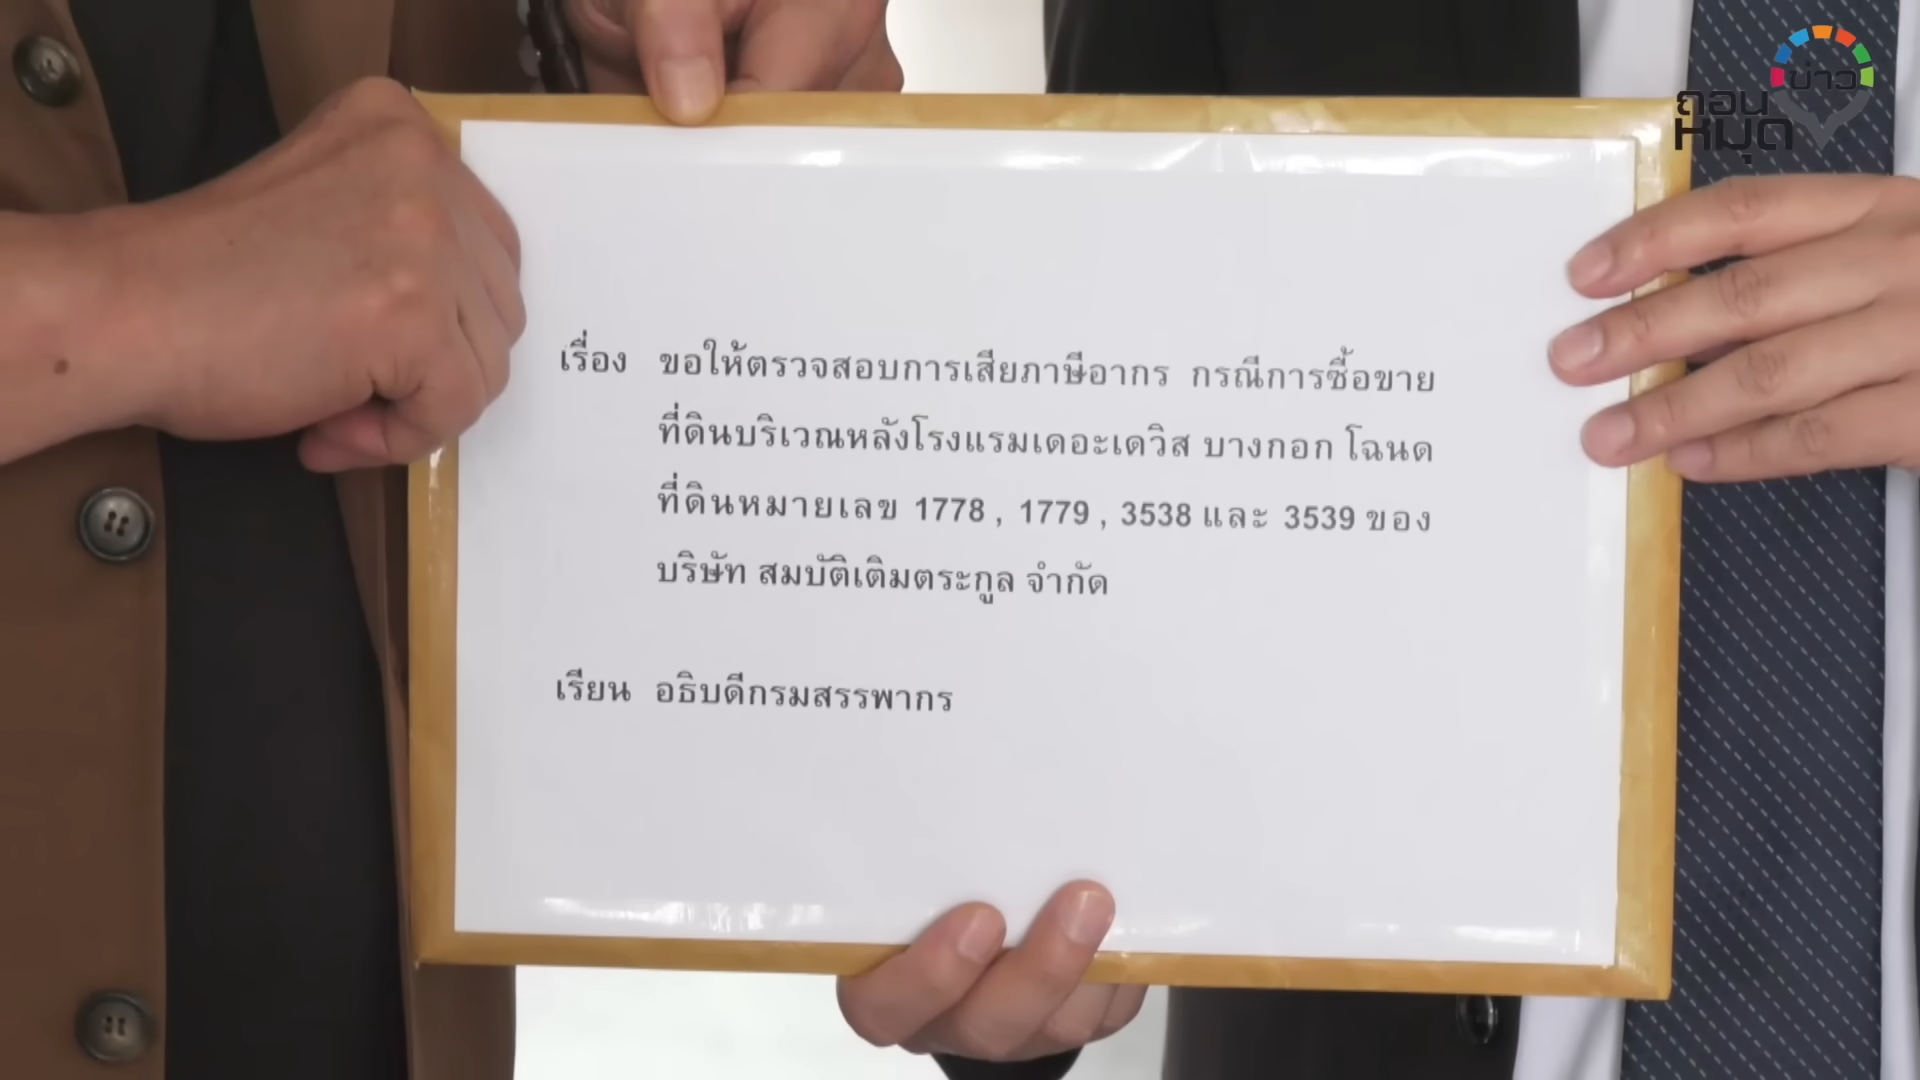 ข่าว
ถอน
หมุด
เรื่อง ขอให้ตรวจสอบการเสียภาษีอากร กรณีการซื้อขาย
ที่ดินบริเวณหลังโรงแรมเดอะเดวิส บางกอก โฉนด
ที่ดินหมายเลข 1778 , 1779 , 3538 และ 3539 ของ
บริษัท สมบัติเติมตระกูล จำกัด
เรียน อธิบดีกรมสรรพากร